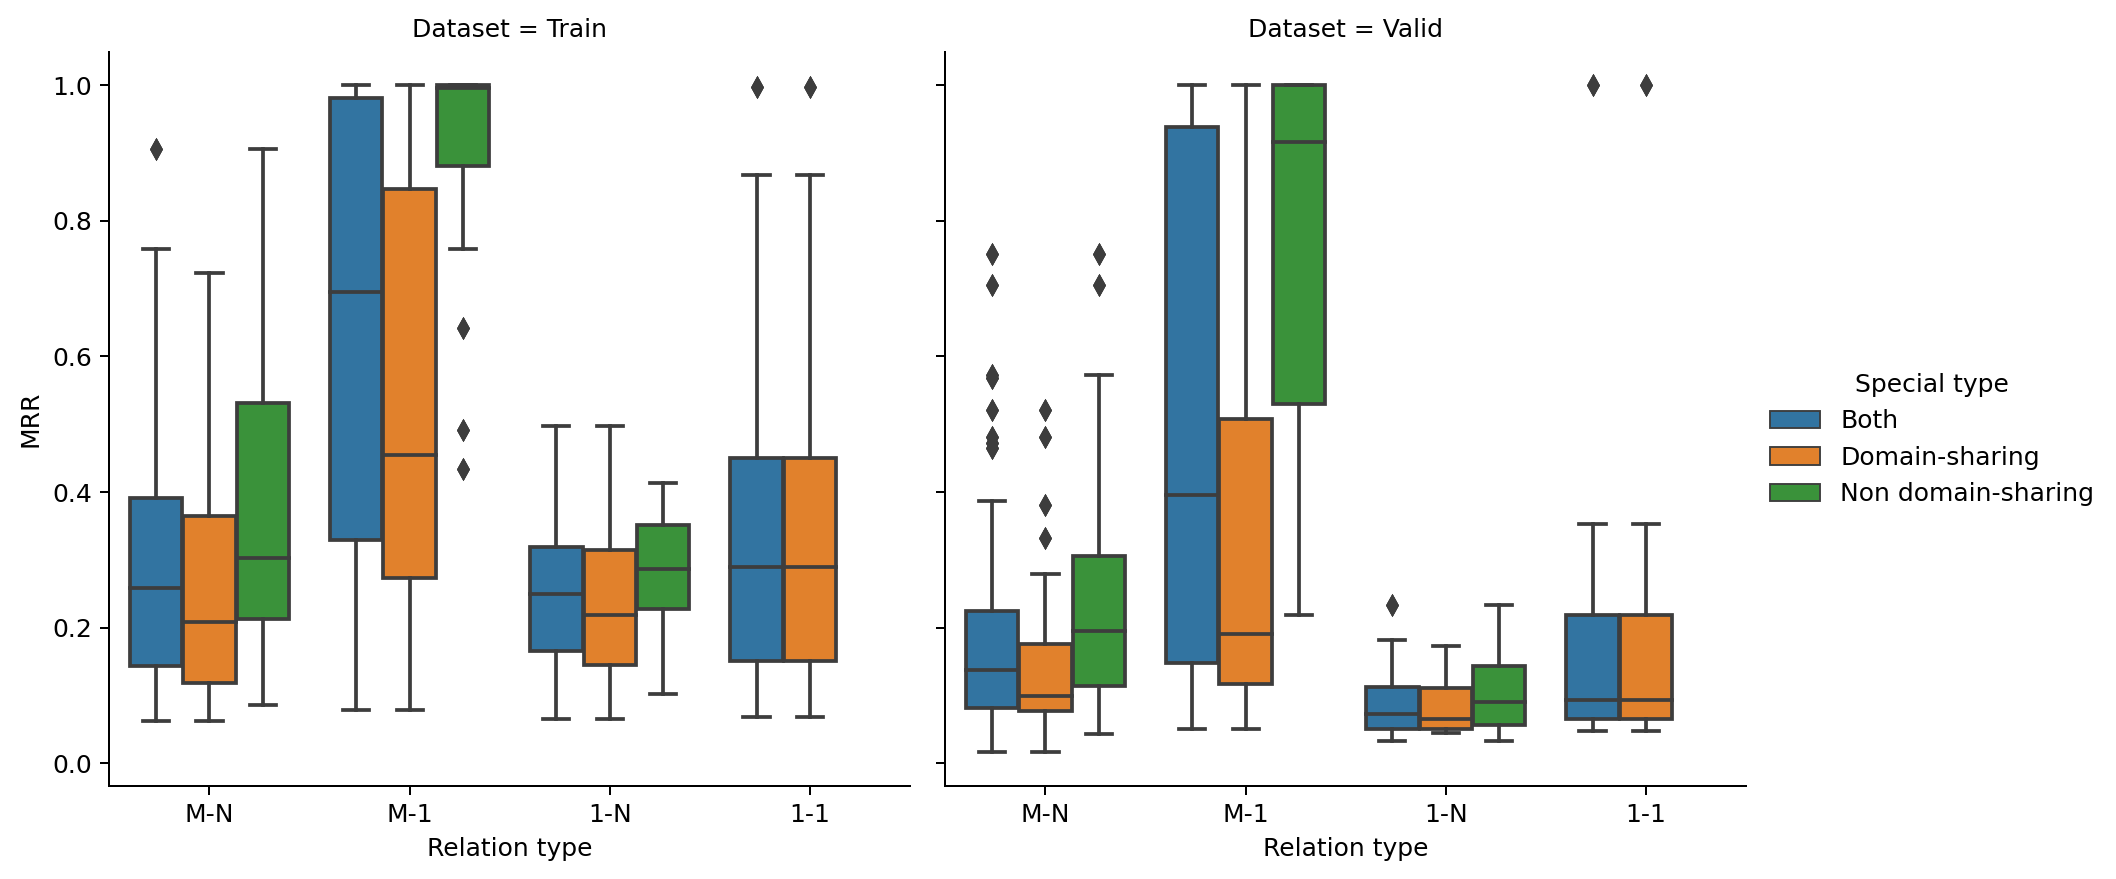 Dataset = Train
Dataset = Valid
MRR
1.0
0.8
0.6
0.4
0.2
0.0
M-N
M-1
1-N
1-1
Relation type
M-N
M-1
1-N
1-1
Relation type
Special type
Both
Domain-sharing
Non domain-sharing